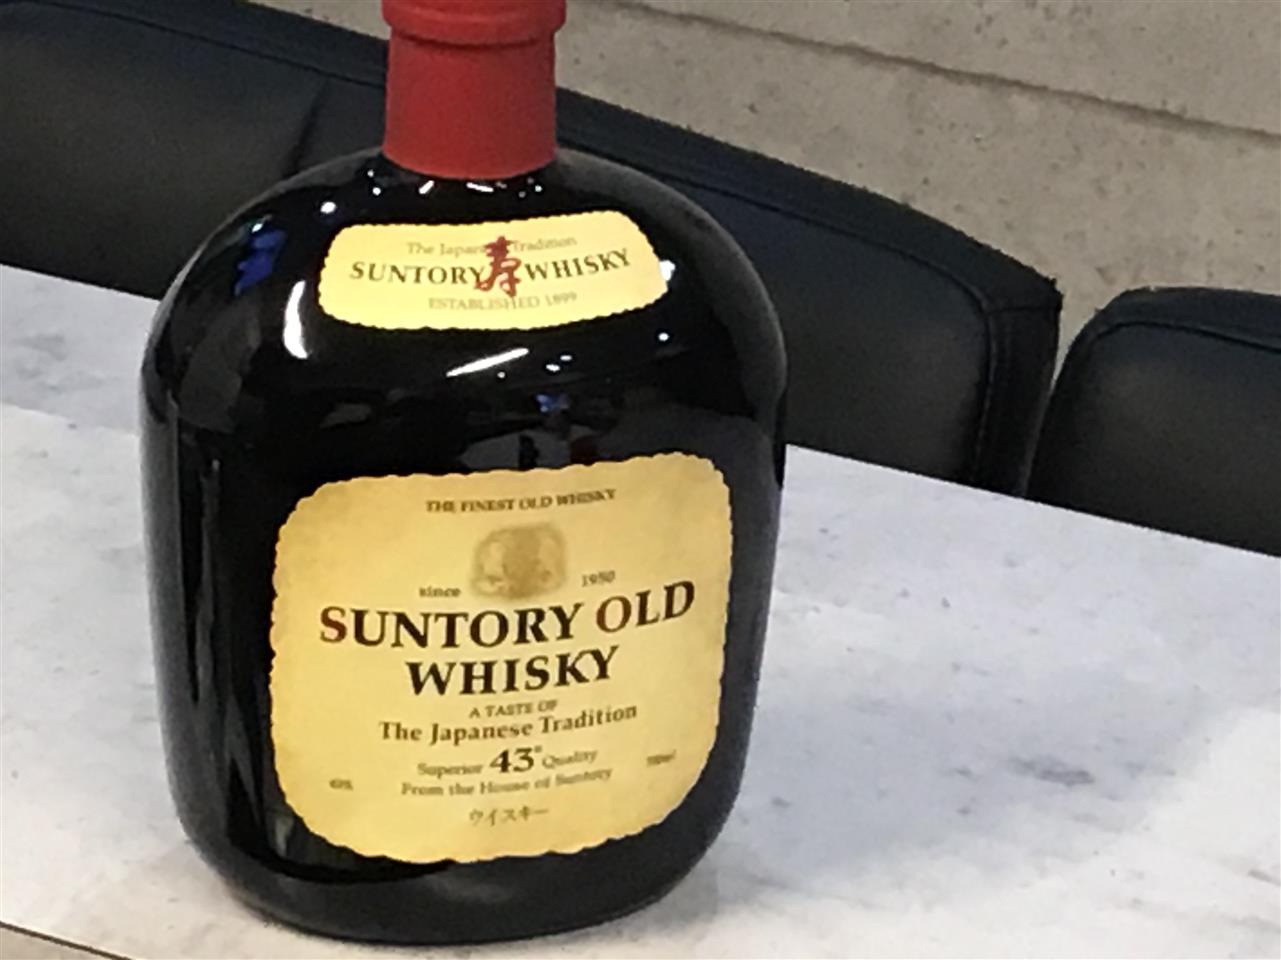 The Japanese Tradition
SUNTORY 寿 WHISKY
ESTABLISHED 1899
THE FINEST OLD WHISKY
since 1950
SUNTORY OLD
WHISKY
A TASTE OF
The Japanese Tradition
Superior 43° Quality
From the House of Suntory
ウイスキー